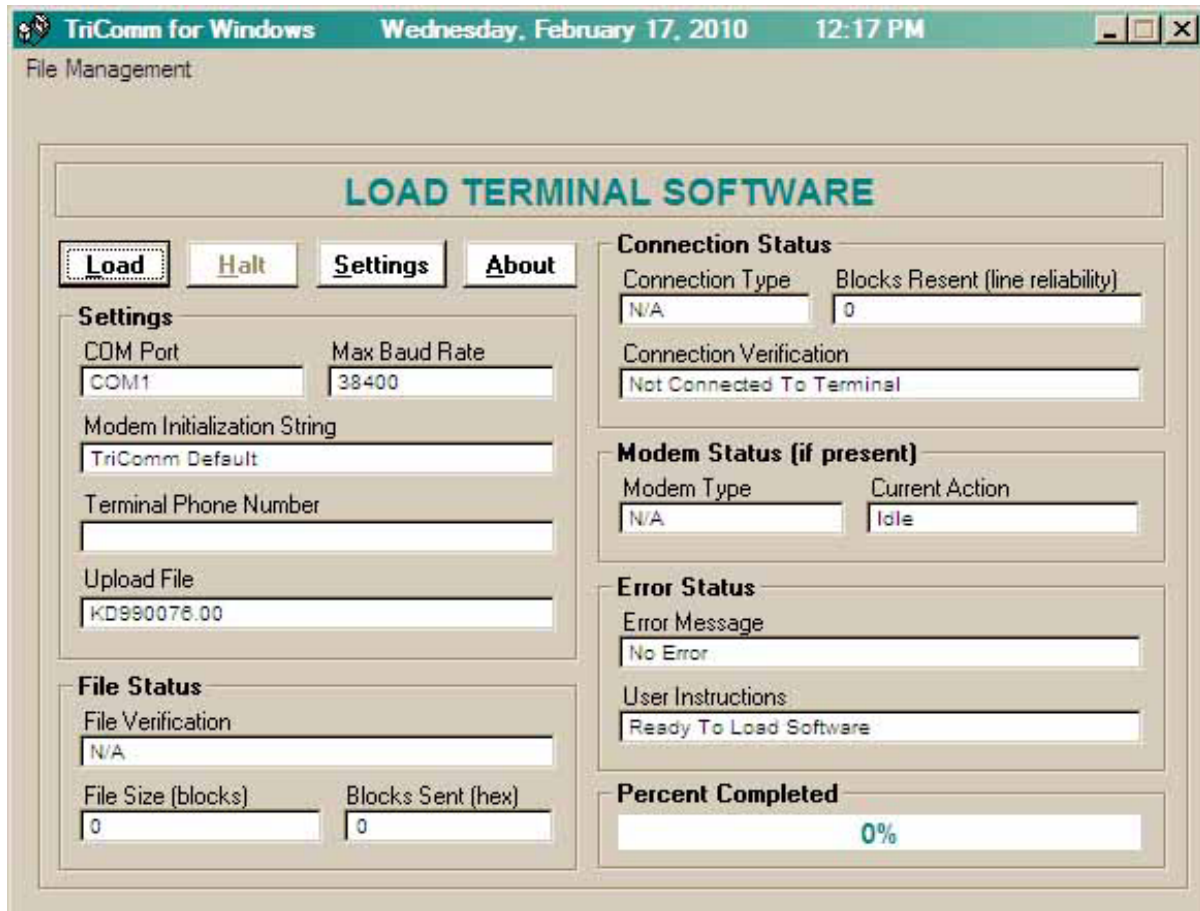 TriComm for Windows Wednesday, February 17, 2010 12:17 PM
File Management
LOAD TERMINAL SOFTWARE
Load Halt Settings About
Settings
COM Port Max Baud Rate
COM1 38400
Modem Initialization String
TriComm Default
Terminal Phone Number
Upload File
KD990076.00
File Status
File Verification
N/A
File Size (blocks) Blocks Sent (hex)
0 0
Connection Status
Connection Type Blocks Resent (line reliability)
N/A 0
Connection Verification
Not Connected To Terminal
Modem Status (if present)
Modem Type Current Action
N/A Idle
Error Status
Error Message
No Error
User Instructions
Ready To Load Software
Percent Completed
0%